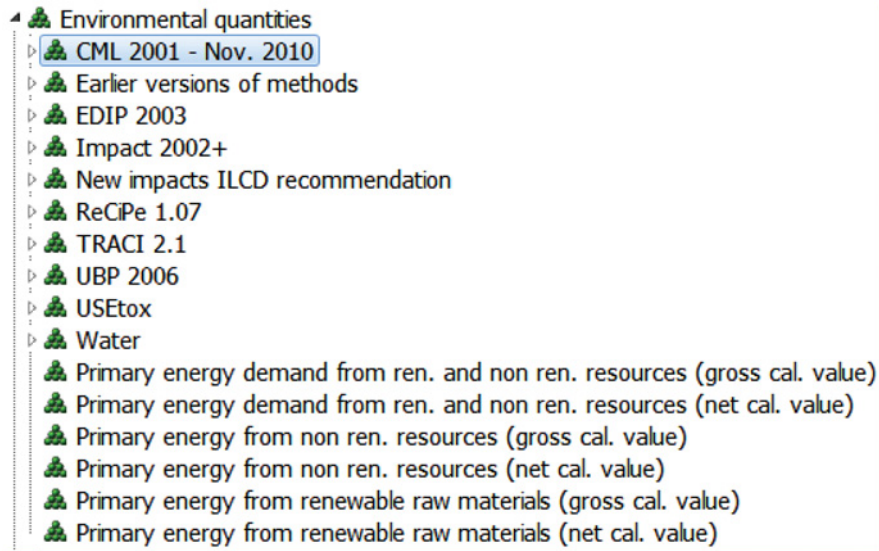 Environmental quantities
CML 2001 - Nov. 2010
Earlier versions of methods
EDIP 2003
Impact 2002+
New impacts ILCD recommendation
ReCiPe 1.07
TRACI 2.1
UBP 2006
USEtox
Water
Primary energy demand from ren. and non ren. resources (gross cal. value)
Primary energy demand from ren. and non ren. resources (net cal. value)
Primary energy from non ren. resources (gross cal. value)
Primary energy from non ren. resources (net cal. value)
Primary energy from renewable raw materials (gross cal. value)
Primary energy from renewable raw materials (net cal. value)